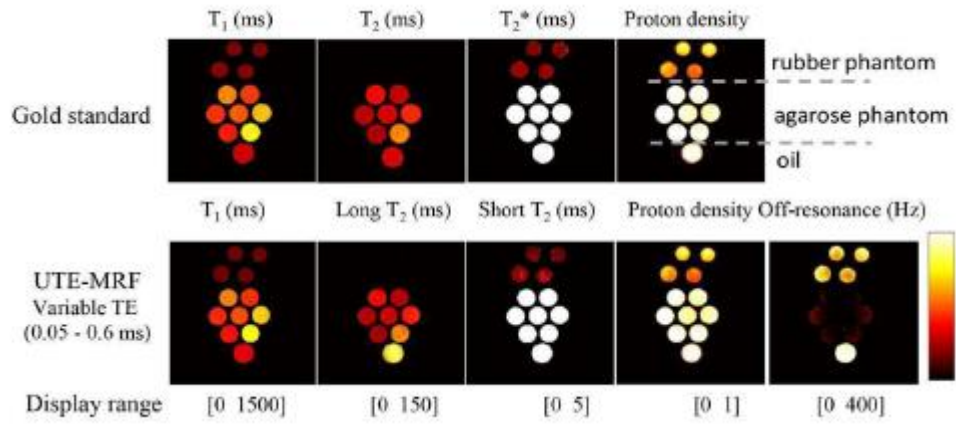 T₁ (ms) T₂ (ms) T₂* (ms) Proton density
rubber phantom
Gold standard
agarose phantom
oil
T₁ (ms) Long T₂ (ms) Short T₂ (ms) Proton density Off-resonance (Hz)
UTE-MRF
Variable TE
(0.05 - 0.6 ms)
Display range [0 1500] [0 150] [0 5] [0 1] [0 400]